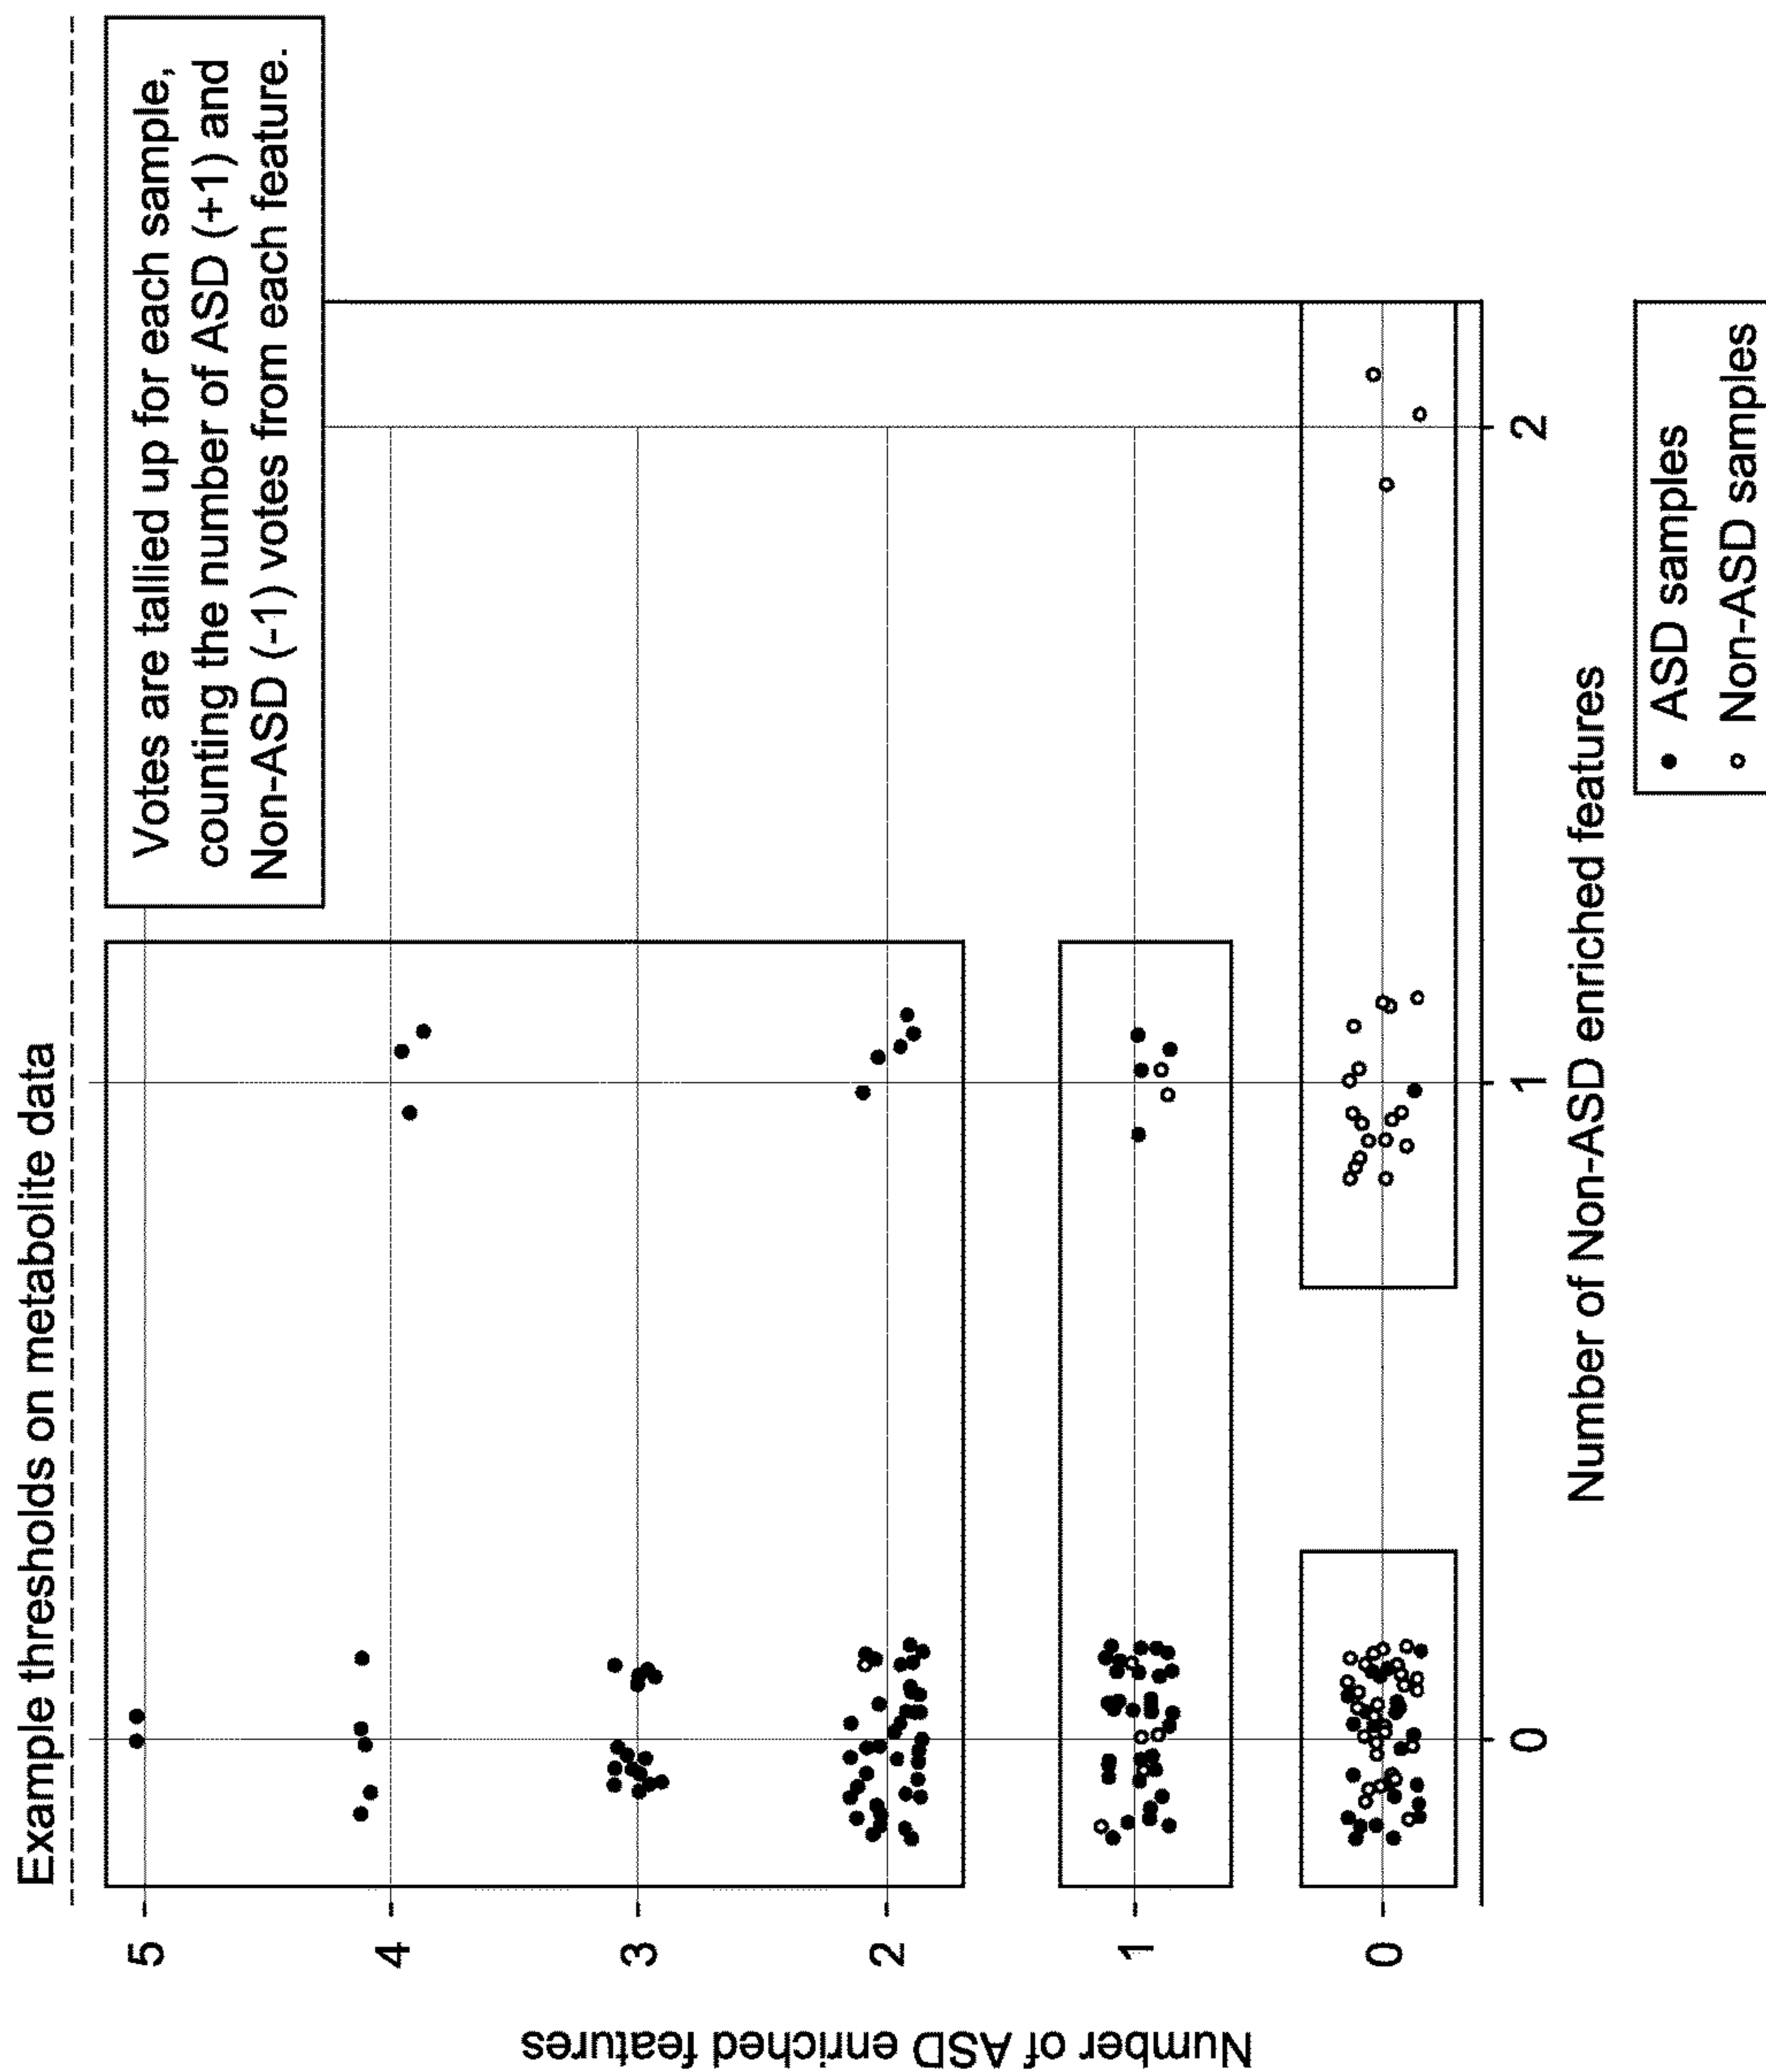 Example thresholds on metabolite data
Votes are tallied up for each sample,
counting the number of ASD (+1) and
Non-ASD (-1) votes from each feature.
Number of ASD enriched features
5
4
3
2
1
0
0
1
2
Number of Non-ASD enriched features
ASD samples
Non-ASD samples